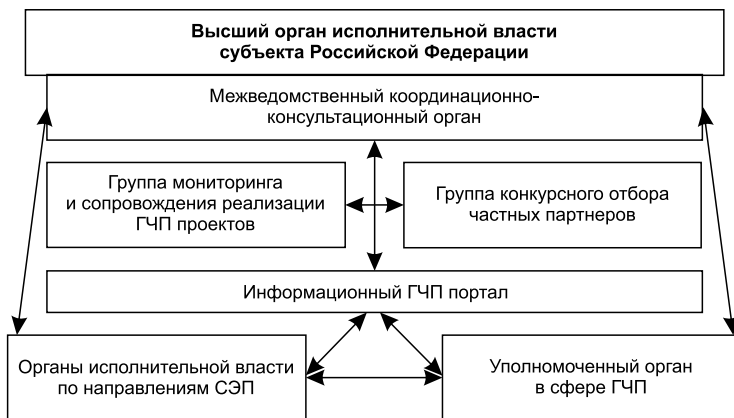 Высший орган исполнительной власти
субъекта Российской Федерации
Межведомственный координационно-
консультационный орган
Группа мониторинга
и сопровождения реализации
ГЧП проектов
Группа конкурсного отбора
частных партнеров
Информационный ГЧП портал
Органы исполнительной власти
по направлениям СЭП
Уполномоченный орган
в сфере ГЧП